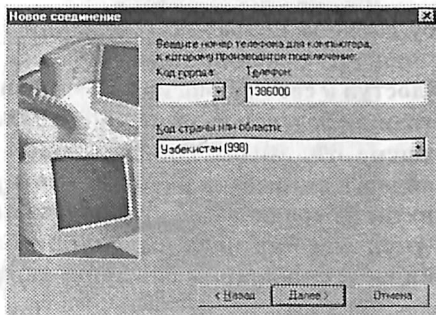 Новое соединение
Введите номер телефона для компьютера,
к которому производится подключение:
Код города: Телефон:
1386000
Код страны или области:
Узбекистан (998)
< Назад Далее > Отмена